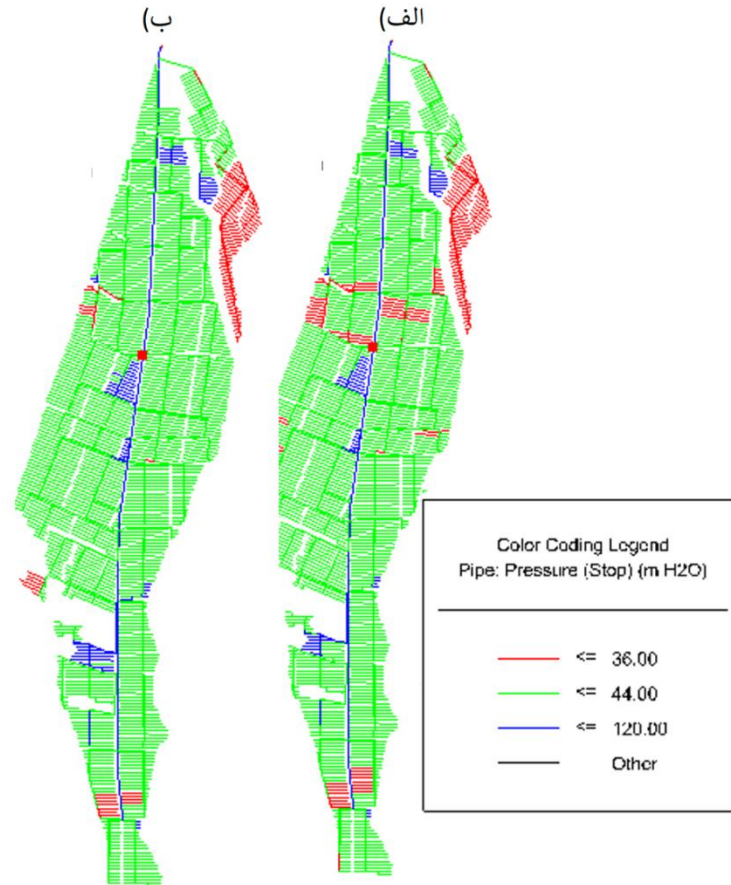 الف)
ب)
Color Coding Legend
Pipe: Pressure (Stop) (m H2O)
<= 36.00
<= 44.00
<= 120.00
Other